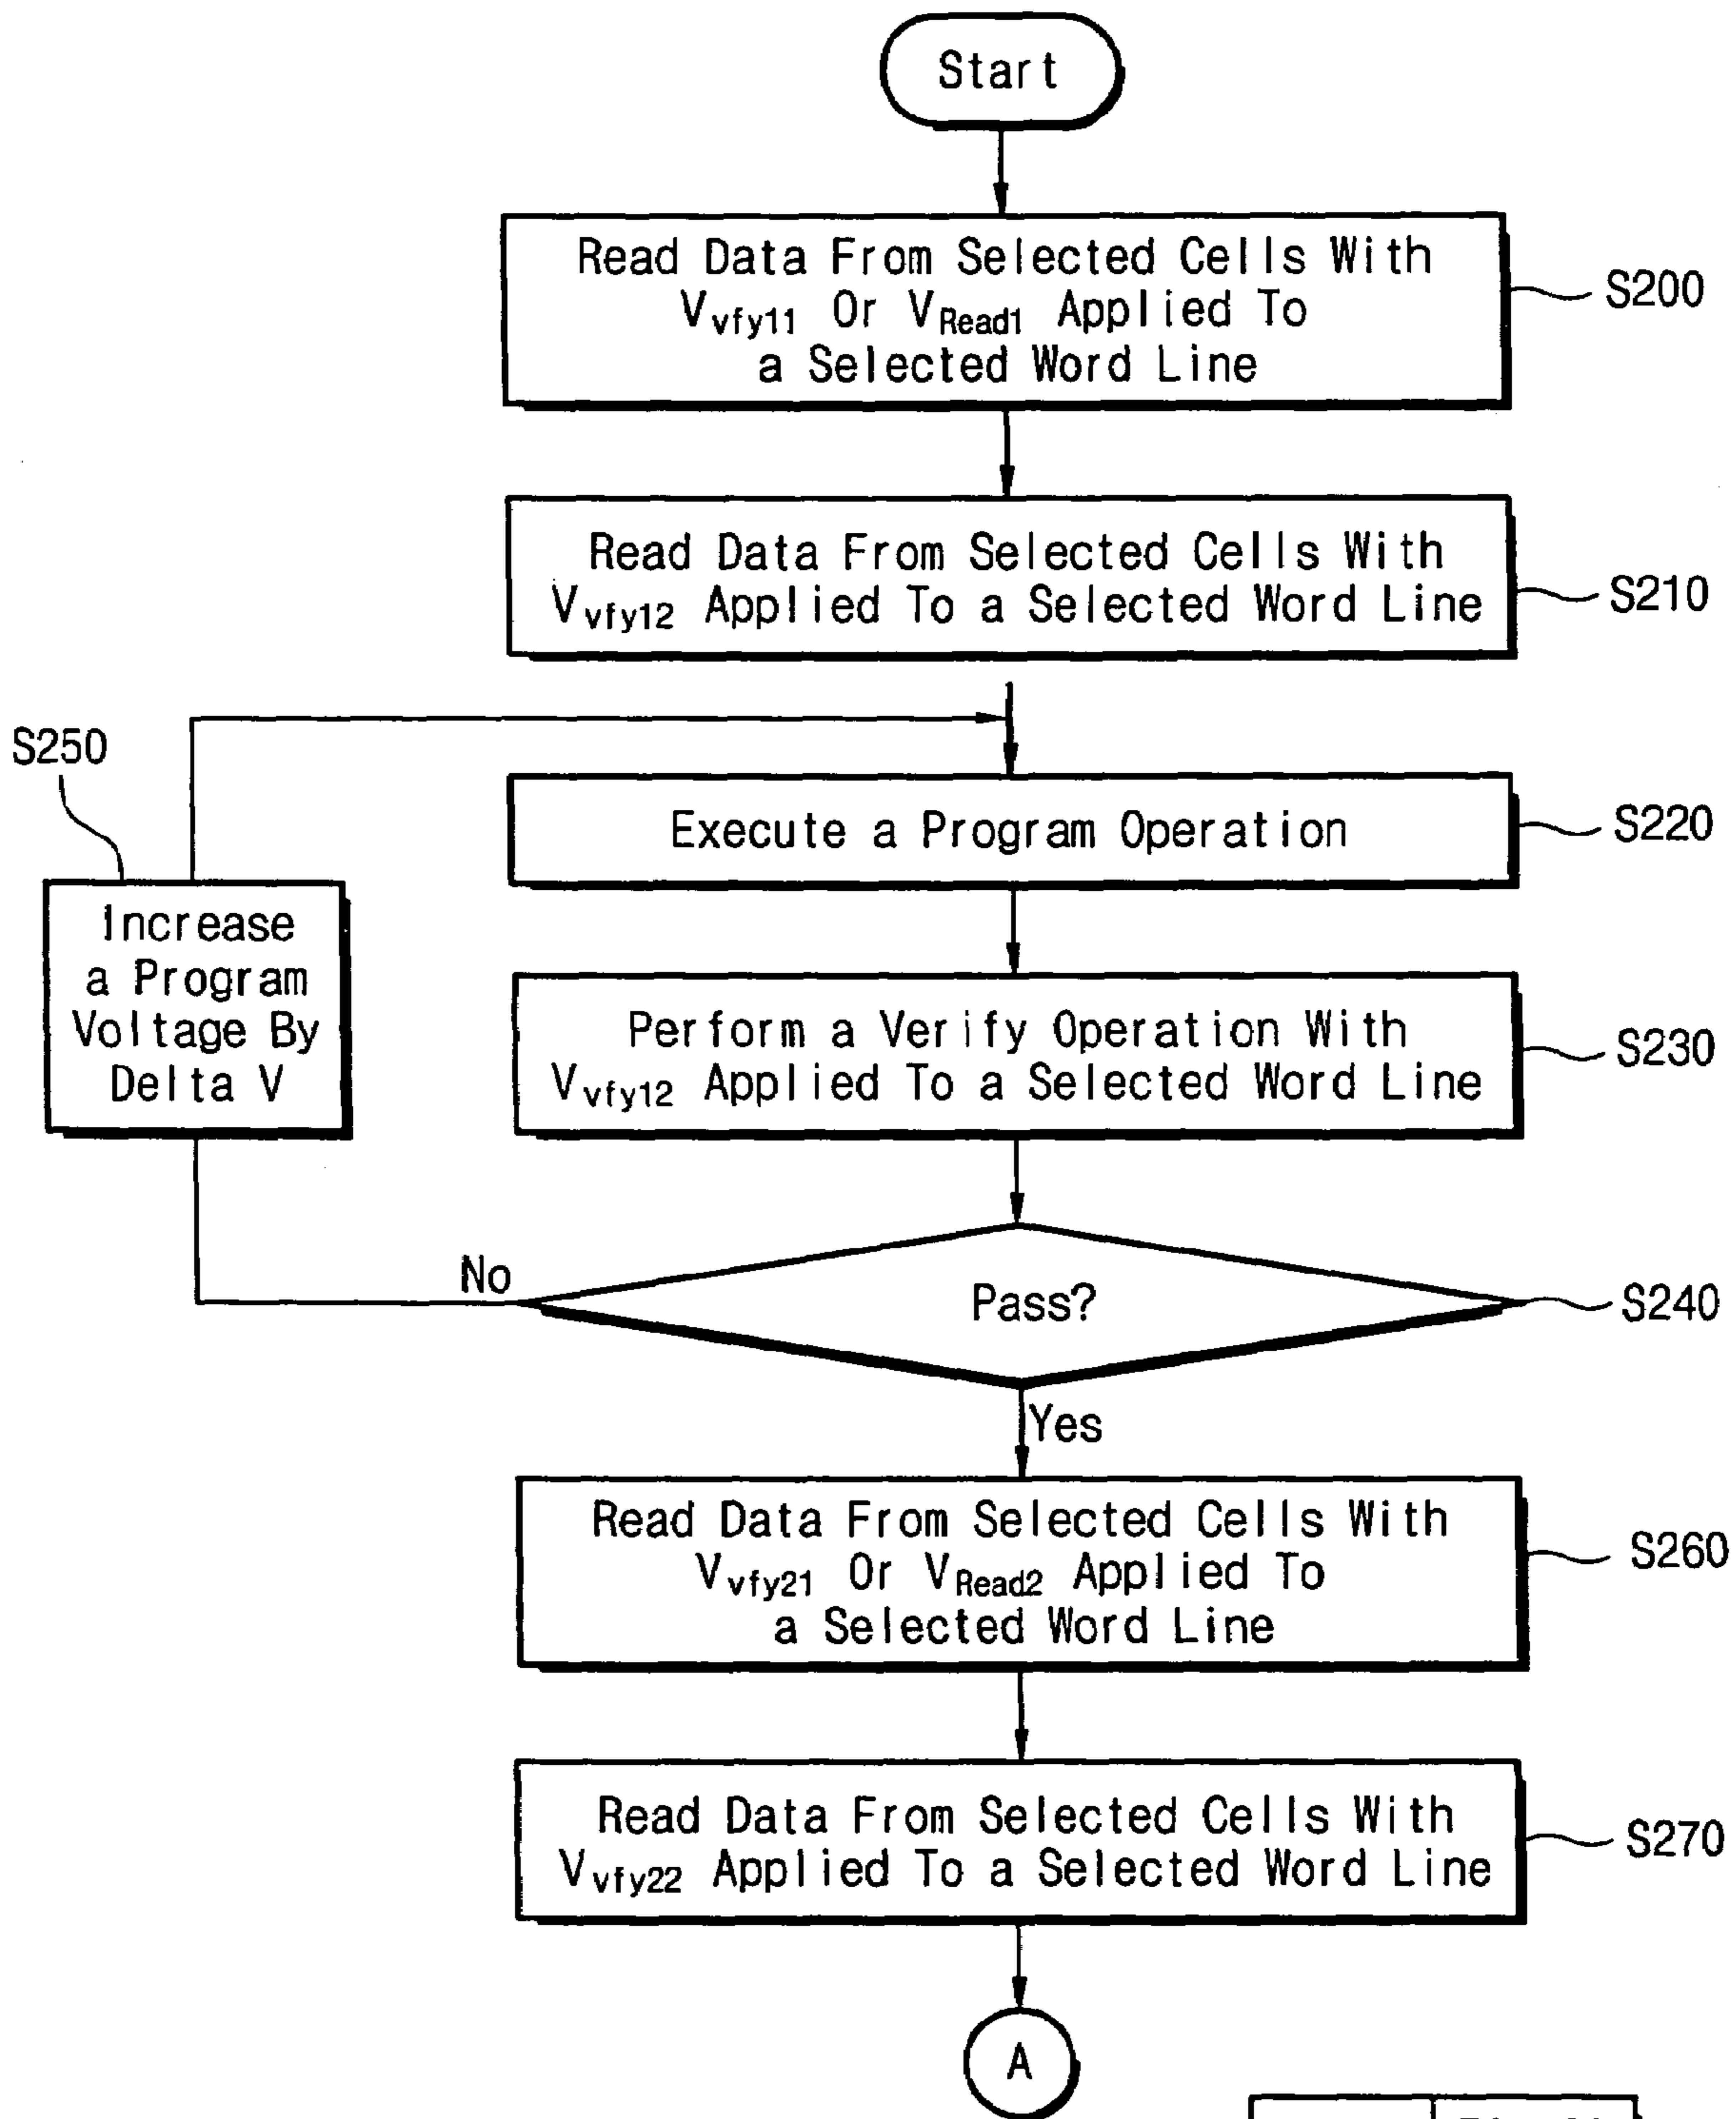 Start
Read Data From Selected Cells With
Vvfy11 Or VRead1 Applied To
a Selected Word Line
S200
Read Data From Selected Cells With
Vvfy12 Applied To a Selected Word Line
S210
S250
Increase
a Program
Voltage By
Delta V
Execute a Program Operation
S220
Perform a Verify Operation With
Vvfy12 Applied To a Selected Word Line
S230
No
Pass?
S240
Yes
Read Data From Selected Cells With
Vvfy21 Or VRead2 Applied To
a Selected Word Line
S260
Read Data From Selected Cells With
Vvfy22 Applied To a Selected Word Line
S270
A